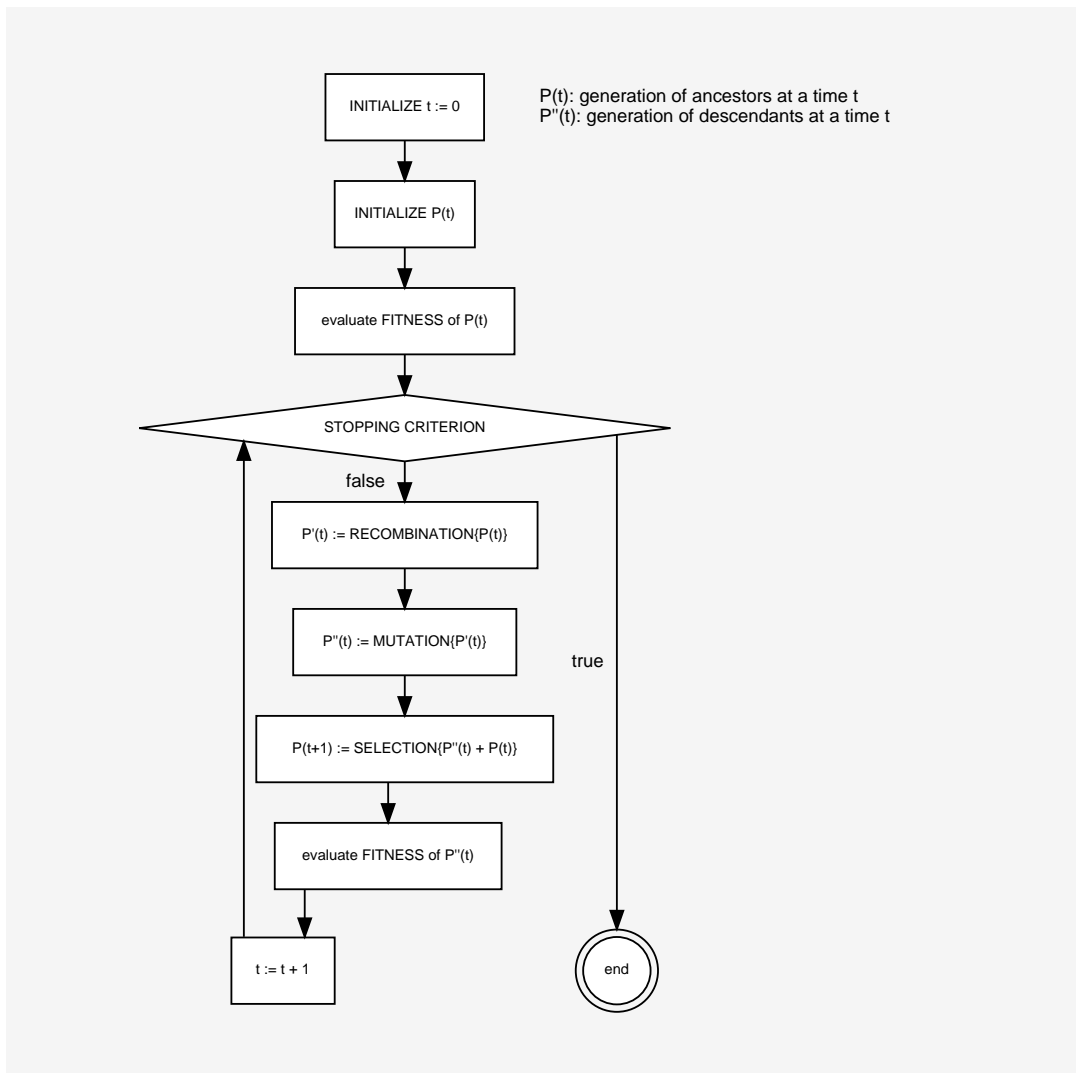 INITIALIZE t := 0
P(t): generation of ancestors at a time t
P"(t): generation of descendants at a time t
INITIALIZE P(t)
evaluate FITNESS of P(t)
STOPPING CRITERION
false
P'(t) := RECOMBINATION{P(t)}
P"(t) := MUTATION{P'(t)}
true
P(t+1) := SELECTION{P"(t) + P(t)}
evaluate FITNESS of P"(t)
t := t + 1
end